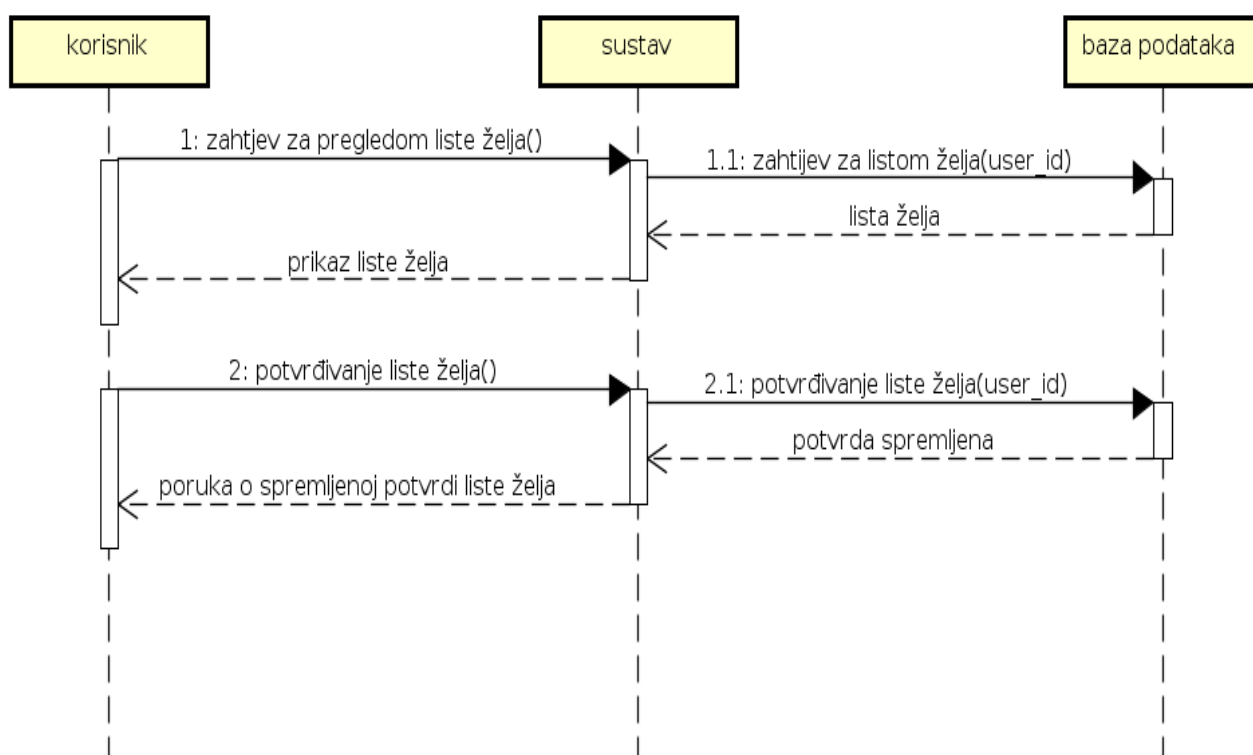 korisnik
sustav
baza podataka
1: zahtjev za pregledom liste želja()
1.1: zahtijev za listom želja(user_id)
lista želja
prikaz liste želja
2: potvrđivanje liste želja()
2.1: potvrđivanje liste želja(user_id)
potvrda spremljena
poruka o spremljenoj potvrdi liste želja